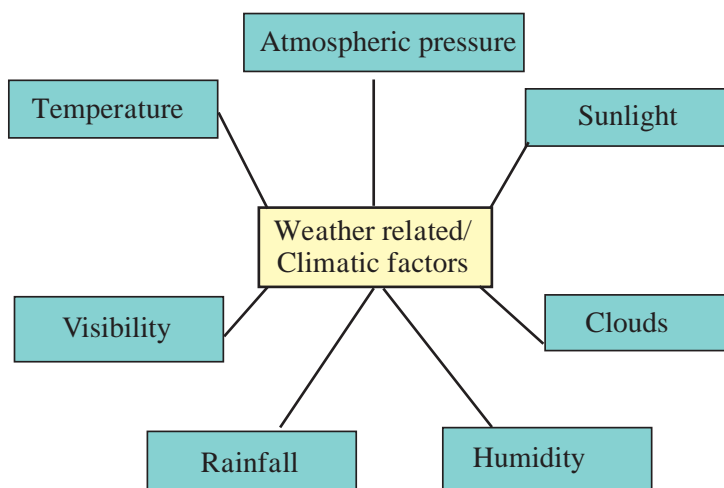 Atmospheric pressure
Temperature
Sunlight
Weather related/
Climatic factors
Visibility
Clouds
Rainfall
Humidity